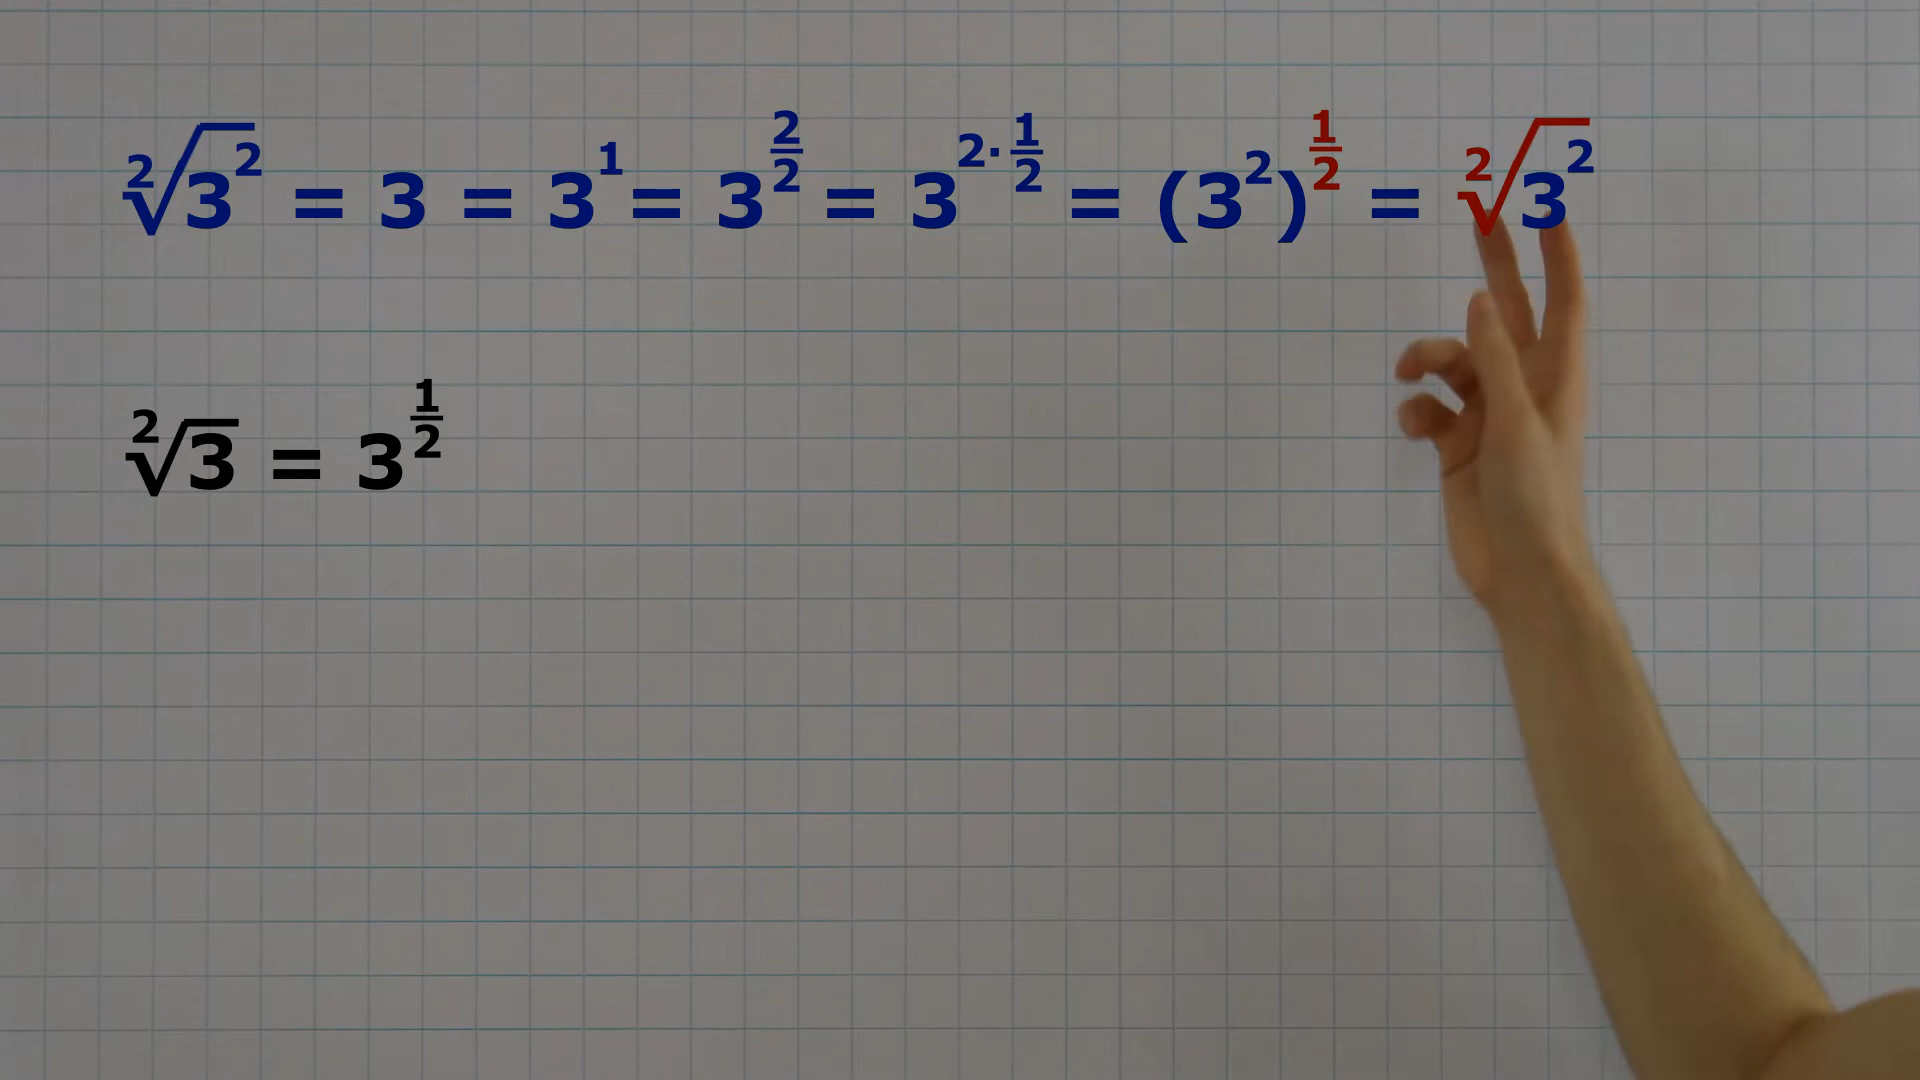 ²√3² = 3 = 3¹ = 3^(2/2) = 3^(2·1/2) = (3²)^(1/2) = ²√3²
²√3 = 3^(1/2)